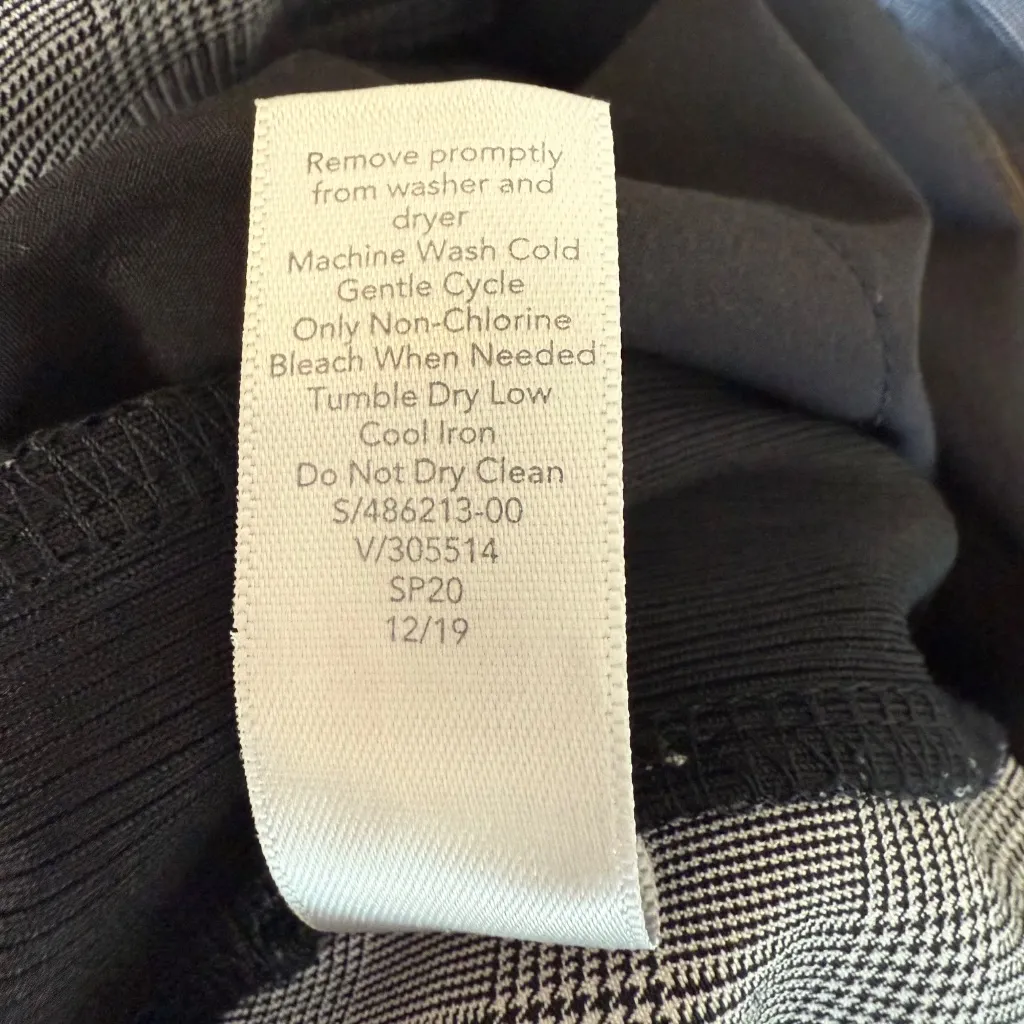 Remove promptly
from washer and
dryer
Machine Wash Cold
Gentle Cycle
Only Non-Chlorine
Bleach When Needed
Tumble Dry Low
Cool Iron
Do Not Dry Clean
S/486213-00
V/305514
SP20
12/19